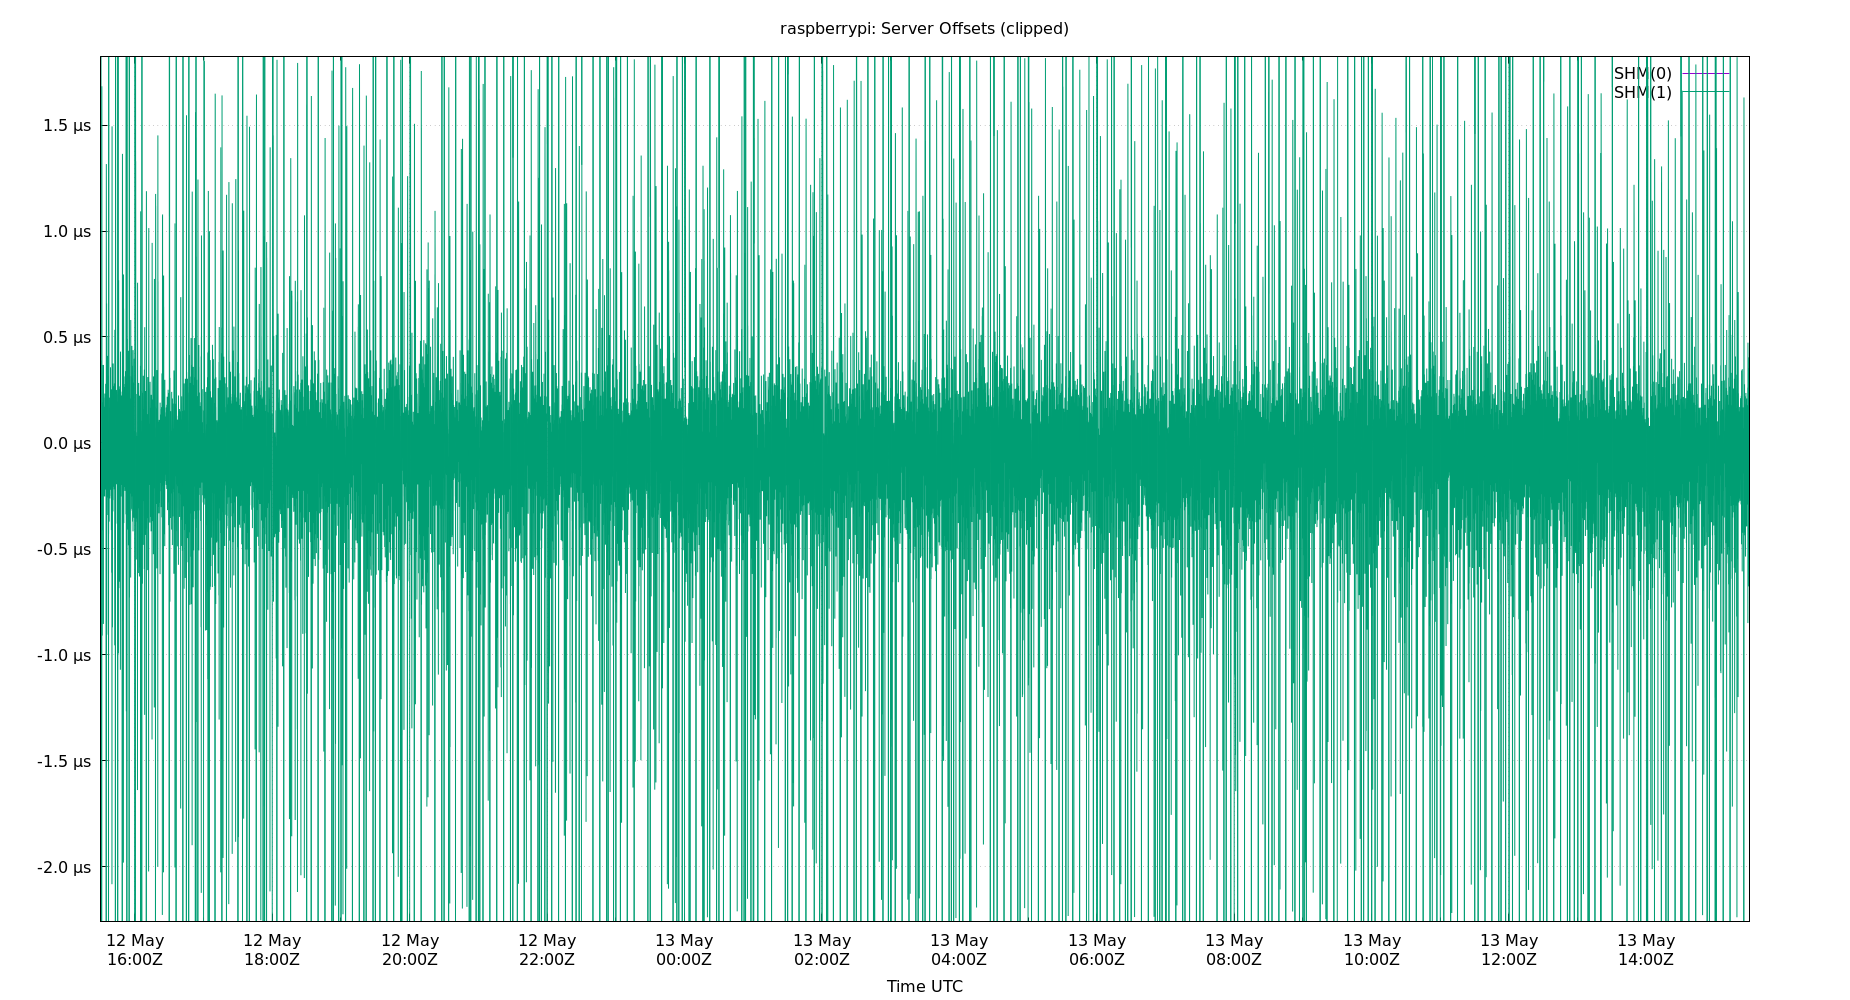 raspberrypi: Server Offsets (clipped)
SHM(0)
SHM(1)
1.5 µs
1.0 µs
0.5 µs
0.0 µs
-0.5 µs
-1.0 µs
-1.5 µs
-2.0 µs
12 May 12 May 12 May 12 May 13 May 13 May 13 May 13 May 13 May 13 May 13 May 13 May
16:00Z 18:00Z 20:00Z 22:00Z 00:00Z 02:00Z 04:00Z 06:00Z 08:00Z 10:00Z 12:00Z 14:00Z
Time UTC